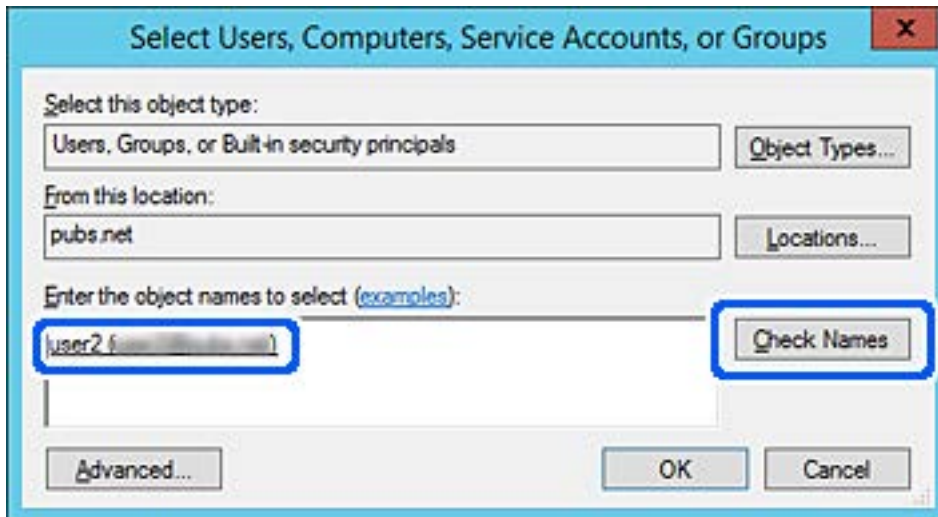 Select Users, Computers, Service Accounts, or Groups
x
Select this object type:
Users, Groups, or Built-in security principals
Object Types...
From this location:
pubs.net
Locations...
Enter the object names to select (examples):
user2 (
Check Names
Advanced...
OK
Cancel